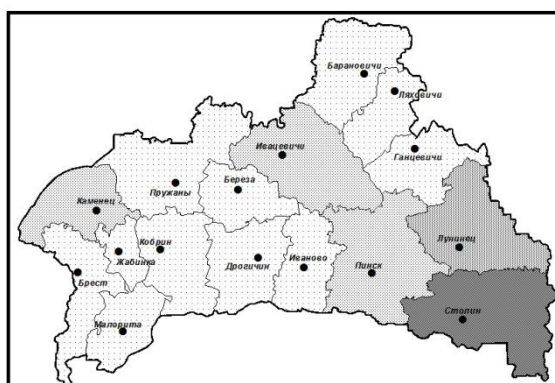 Барановичи
Ляховичи
Ивацевичи
Ганцевичи
Береза
Пружаны
Каменец
Лунинец
Кобрин
Жабинка
Дрогичин
Иваново
Пинск
Брест
Столин
Малорита